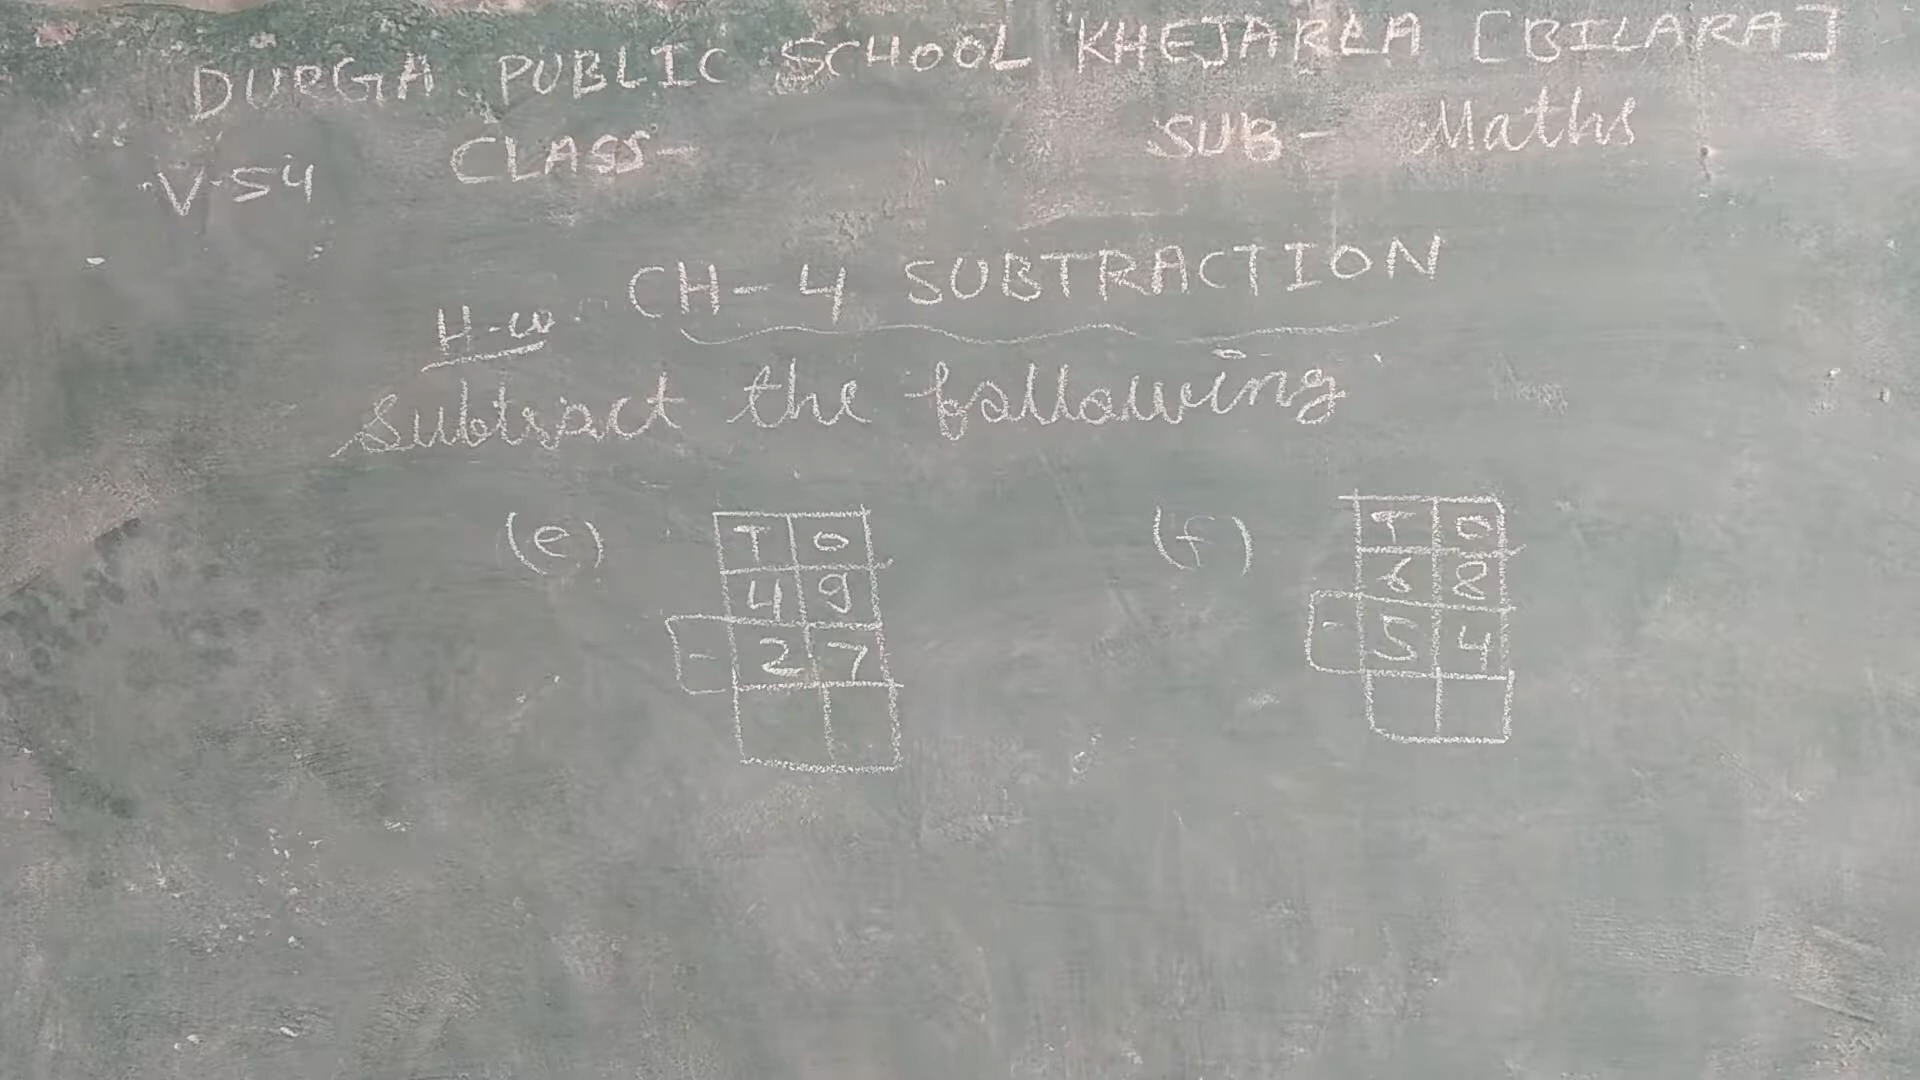 DURGA PUBLIC SCHOOL KHEJARLA [BILARA]
V-54 CLASS- SUB- Maths
CH-4 SUBTRACTION
H-w
Subtract the following
(e) (f)
T O T O
4 9 6 8
- 2 7 - 5 4